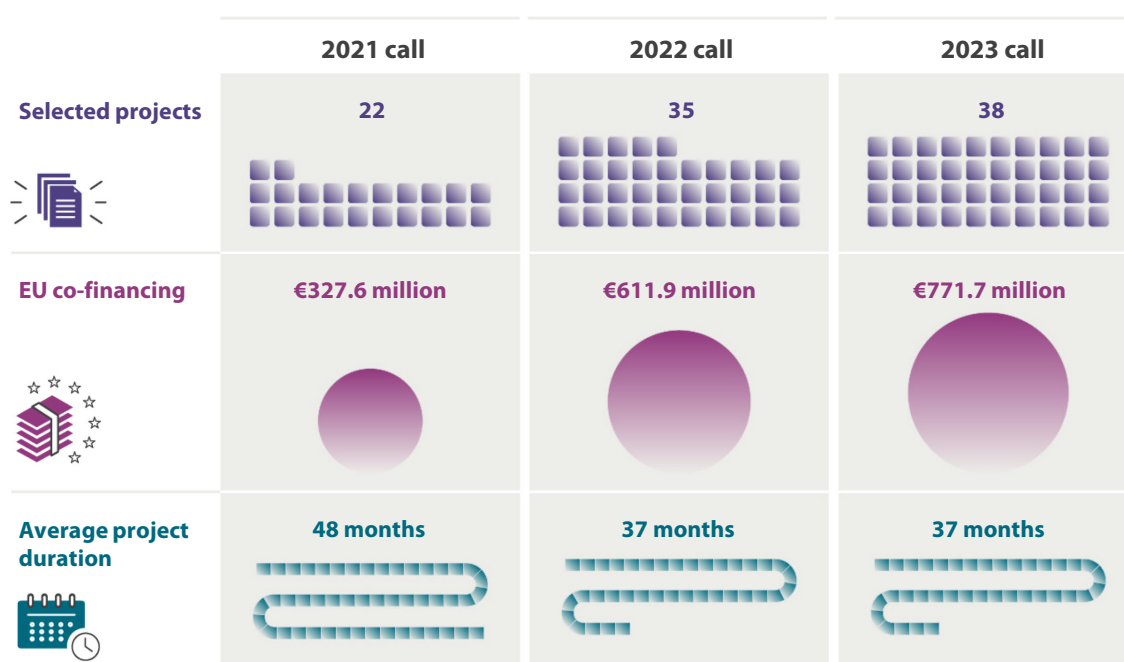 2021 call
2022 call
2023 call
Selected projects
22
35
38
EU co-financing
€327.6 million
€611.9 million
€771.7 million
Average project
duration
48 months
37 months
37 months